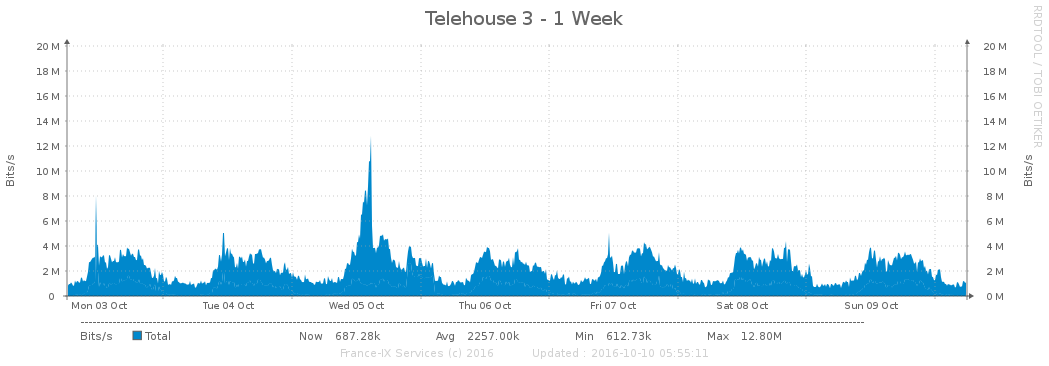 Telehouse 3 - 1 Week
RRDTOOL / TOBI OETIKER
Bits/s
20 M
18 M
16 M
14 M
12 M
10 M
8 M
6 M
4 M
2 M
0
20 M
18 M
16 M
14 M
12 M
10 M
8 M
6 M
4 M
2 M
0 M
Bits/s
Mon 03 Oct Tue 04 Oct Wed 05 Oct Thu 06 Oct Fri 07 Oct Sat 08 Oct Sun 09 Oct
Bits/s Total Now 687.28k Avg 2257.00k Min 612.73k Max 12.80M
France-IX Services (c) 2016 Updated : 2016-10-10 05:55:11